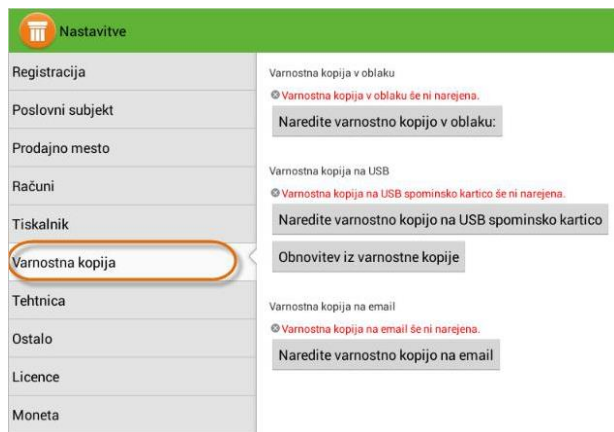 Nastavitve
Registracija
Poslovni subjekt
Prodajno mesto
Računi
Tiskalnik
Varnostna kopija
Tehtnica
Ostalo
Licence
Moneta
Varnostna kopija v oblaku
Varnostna kopija v oblaku še ni narejena.
Naredite varnostno kopijo v oblaku:
Varnostna kopija na USB
Varnostna kopija na USB spominsko kartico še ni narejena.
Naredite varnostno kopijo na USB spominsko kartico
Obnovitev iz varnostne kopije
Varnostna kopija na email
Varnostna kopija na email še ni narejena.
Naredite varnostno kopijo na email